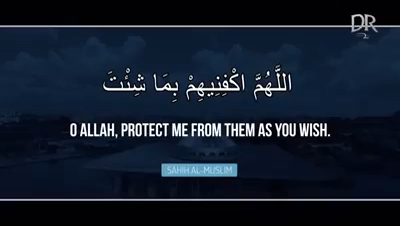 DR
اللَّهُمَّ اكْفِنِيهِمْ بِمَا شِئْتَ
O ALLAH, PROTECT ME FROM THEM AS YOU WISH.
SAHIH AL-MUSLIM